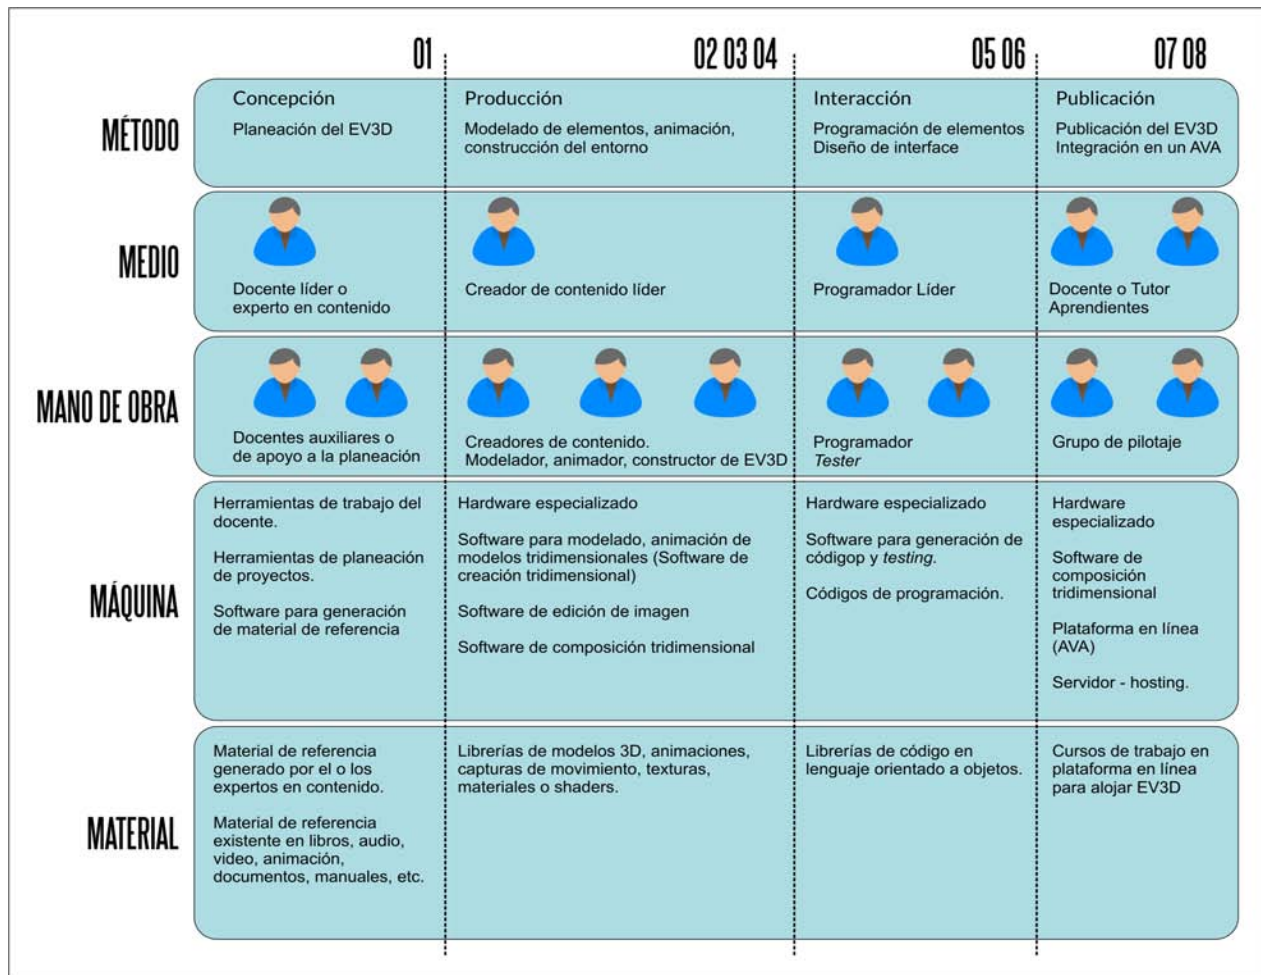 01
02 03 04
05 06
07 08
MÉTODO
Concepción
Planeación del EV3D
Producción
Modelado de elementos, animación,
construcción del entorno
Interacción
Programación de elementos
Diseño de interface
Publicación
Publicación del EV3D
Integración en un AVA
MEDIO
Docente líder o
experto en contenido
Creador de contenido líder
Programador Líder
Docente o Tutor
Aprendientes
MANO DE OBRA
Docentes auxiliares o
de apoyo a la planeación
Creadores de contenido.
Modelador, animador, constructor de EV3D
Programador
Tester
Grupo de pilotaje
MÁQUINA
Herramientas de trabajo del
docente.
Herramientas de planeación
de proyectos.
Software para generación
de material de referencia
Hardware especializado
Software para modelado, animación de
modelos tridimensionales (Software de
creación tridimensional)
Software de edición de imagen
Software de composición tridimensional
Hardware especializado
Software para generación de
códigop y testing.
Códigos de programación.
Hardware
especializado
Software de
composición
tridimensional
Plataforma en línea
(AVA)
Servidor - hosting.
MATERIAL
Material de referencia
generado por el o los
expertos en contenido.
Material de referencia
existente en libros, audio,
video, animación,
documentos, manuales, etc.
Librerías de modelos 3D, animaciones,
capturas de movimiento, texturas,
materiales o shaders.
Librerías de código en
lenguaje orientado a objetos.
Cursos de trabajo en
plataforma en línea
para alojar EV3D